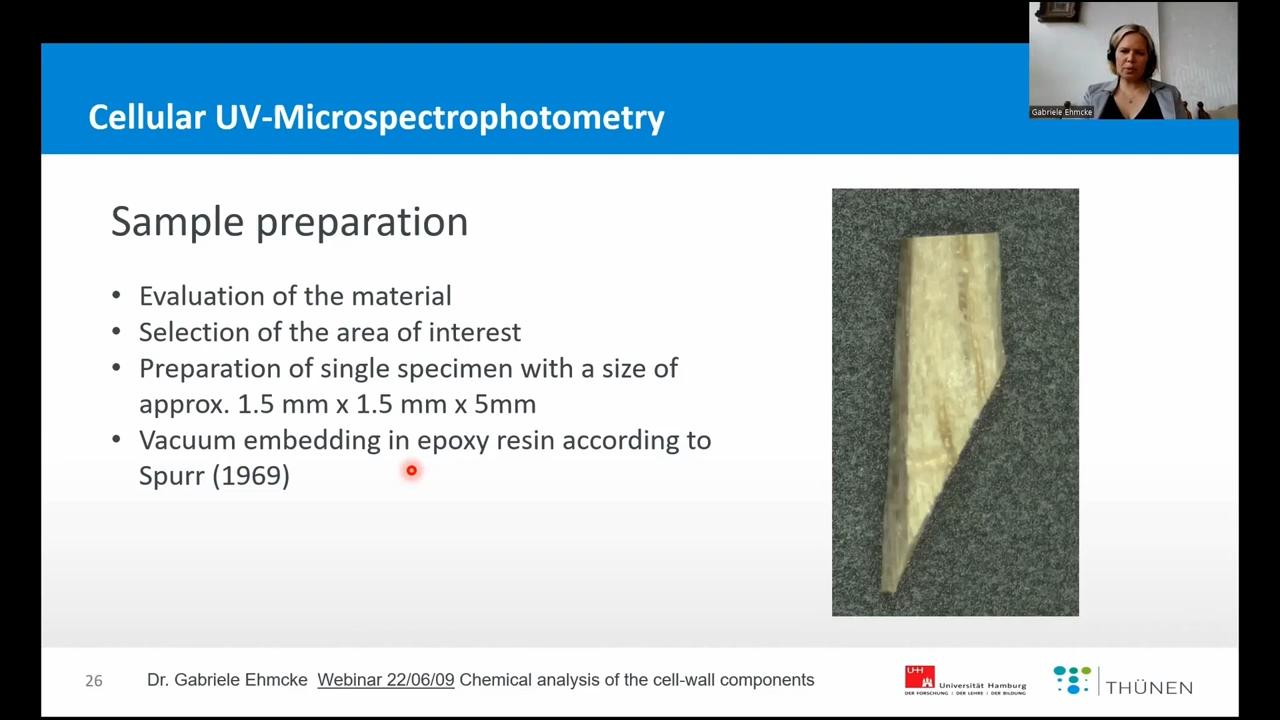 Cellular UV-Microspectrophotometry
Gabriele Ehmcke
Sample preparation
• Evaluation of the material
• Selection of the area of interest
• Preparation of single specimen with a size of
approx. 1.5 mm x 1.5 mm x 5mm
• Vacuum embedding in epoxy resin according to
Spurr (1969)
26
Dr. Gabriele Ehmcke Webinar 22/06/09 Chemical analysis of the cell-wall components
UH
Universität Hamburg
DER FORSCHUNG | DER LEHRE | DER BILDUNG
THÜNEN